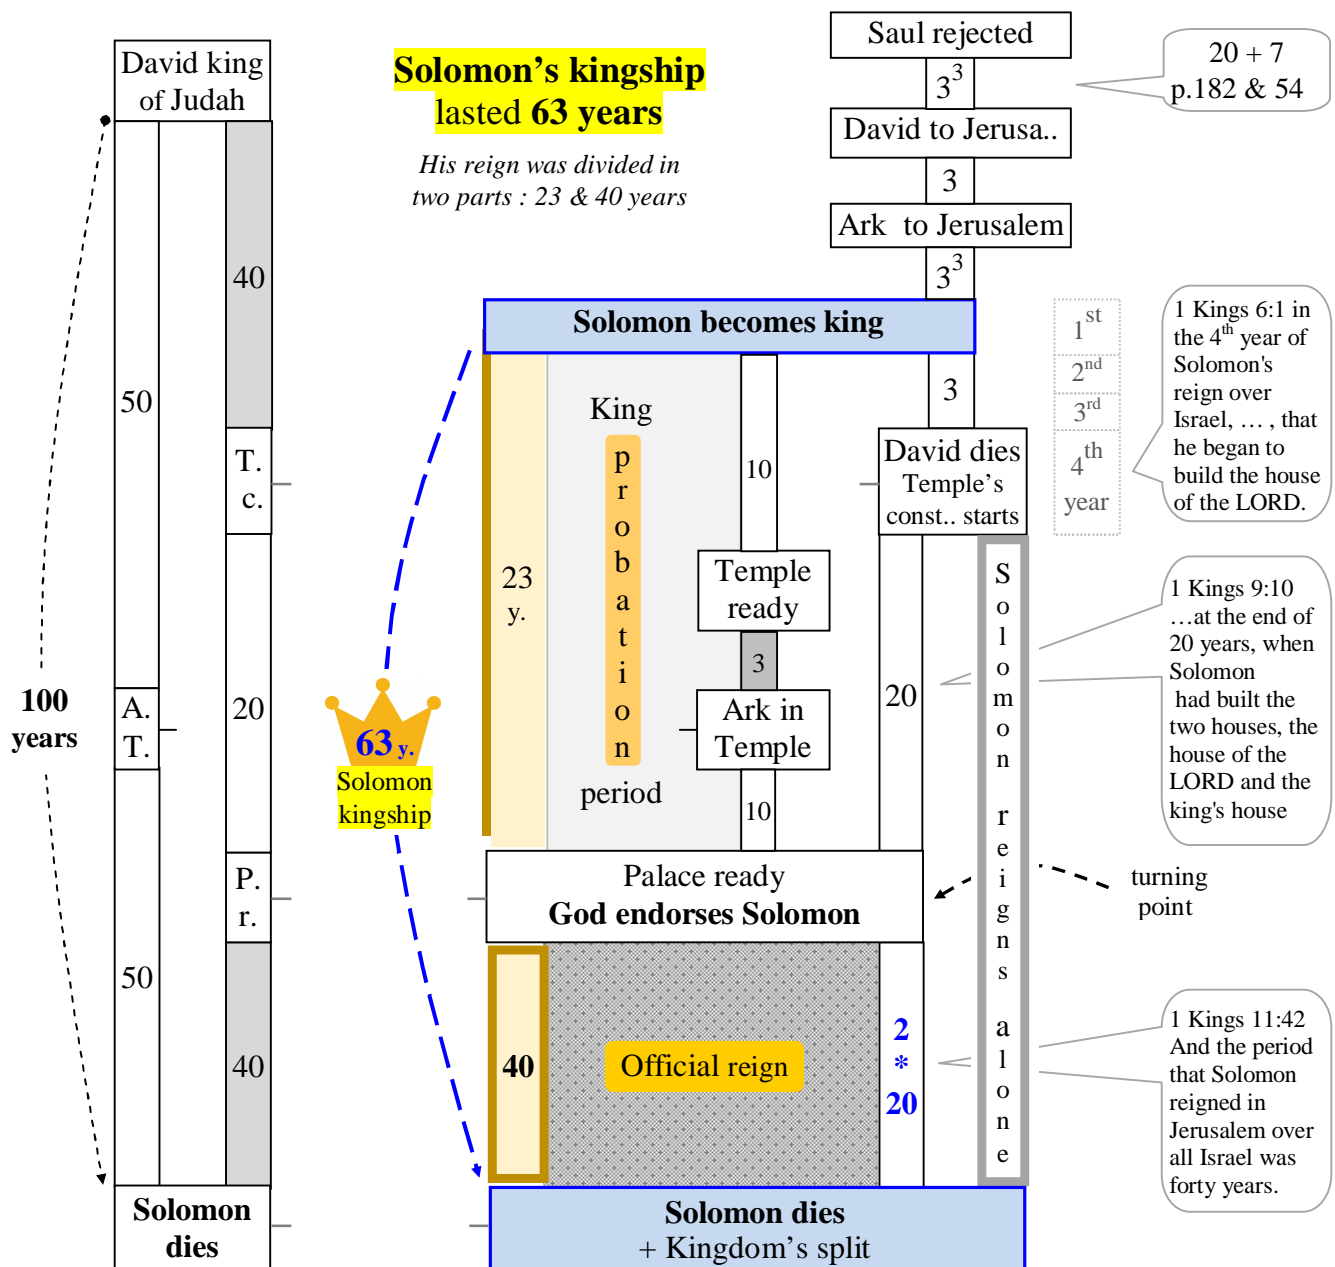 Saul rejected
David king
of Judah
Solomon's kingship
lasted 63 years
3³
20 + 7
p.182 & 54
David to Jerusa..
His reign was divided in
two parts : 23 & 40 years
3
Ark to Jerusalem
40
3³
Solomon becomes king
1st
2nd
3rd
4th
year
1 Kings 6:1 in
the 4th year of
Solomon's
reign over
Israel, … , that
he began to
build the house
of the LORD.
50
King
probation
period
3
10
T.
c.
David dies
Temple's
const.. starts
23
y.
Temple
ready
3
Ark in
Temple
10
20
Solomon reigns alone
1 Kings 9:10
…at the end of
20 years, when
Solomon
had built the
two houses, the
house of the
LORD and the
king's house
100
years
A.
T.
20
63 y.
Solomon
kingship
P.
r.
Palace ready
God endorses Solomon
turning
point
50
40
40
Official reign
2
*
20
1 Kings 11:42
And the period
that Solomon
reigned in
Jerusalem over
all Israel was
forty years.
Solomon
dies
Solomon dies
+ Kingdom's split